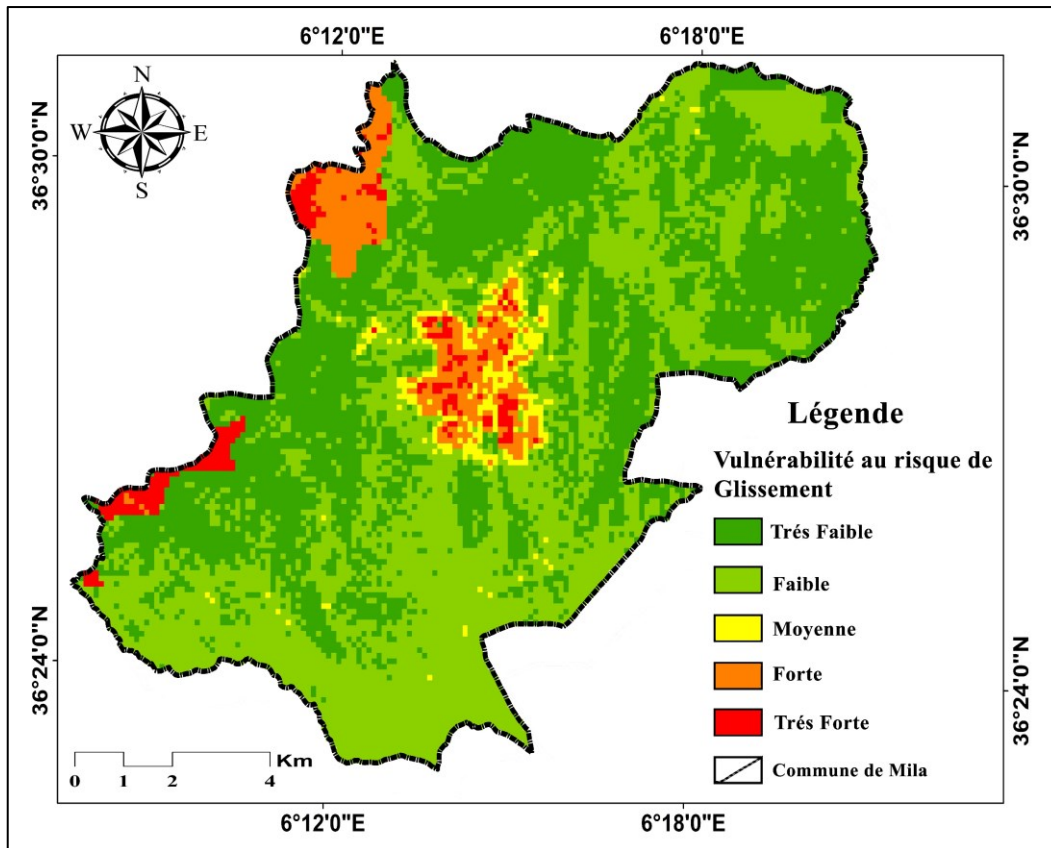 6°12'0"E
6°18'0"E
N
W
E
S
36°30'0"N
36°30'0"N
Légende
Vulnérabilité au risque de
Glissement
Trés Faible
Faible
Moyenne
Forte
Trés Forte
Commune de Mila
36°24'0"N
36°24'0"N
Km
0 1 2 4
6°12'0"E
6°18'0"E